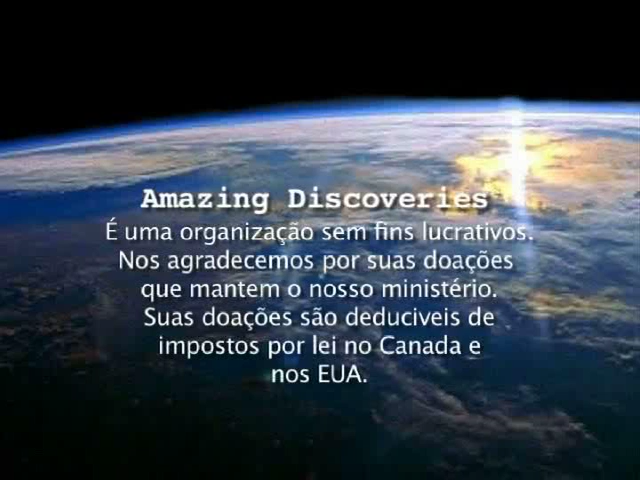 Amazing Discoveries
É uma organização sem fins lucrativos.
Nos agradecemos por suas doações
que mantem o nosso ministério.
Suas doações são deduciveis de
impostos por lei no Canada e
nos EUA.